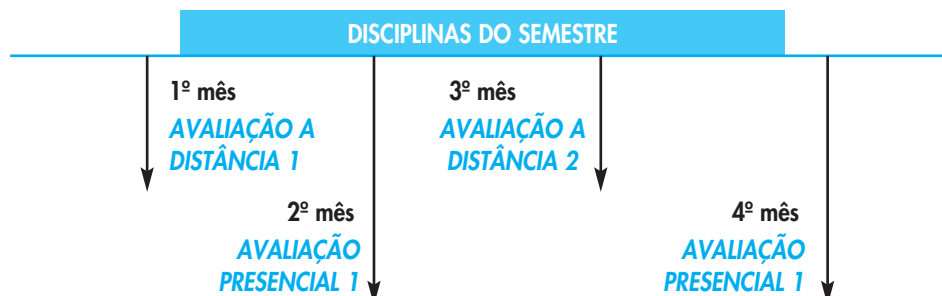 DISCIPLINAS DO SEMESTRE
1º mês
AVALIAÇÃO A
DISTÂNCIA 1
2º mês
AVALIAÇÃO
PRESENCIAL 1
3º mês
AVALIAÇÃO A
DISTÂNCIA 2
4º mês
AVALIAÇÃO
PRESENCIAL 1